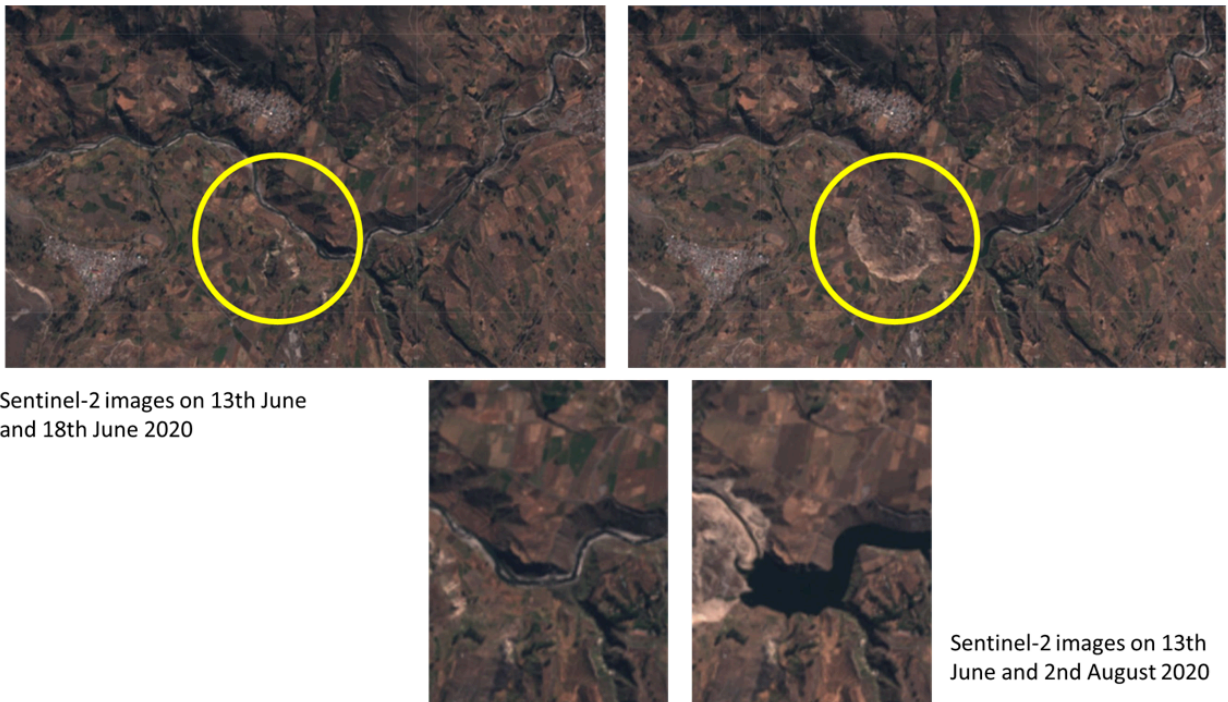 Sentinel-2 images on 13th June
and 18th June 2020
Sentinel-2 images on 13th
June and 2nd August 2020